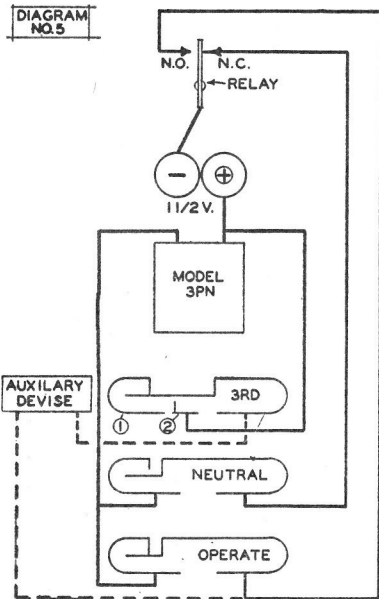 DIAGRAM
NO.5
N.O. N.C.
RELAY
− +
1 1/2 V.
MODEL
3PN
3RD
AUXILARY
DEVISE
① ②
NEUTRAL
OPERATE